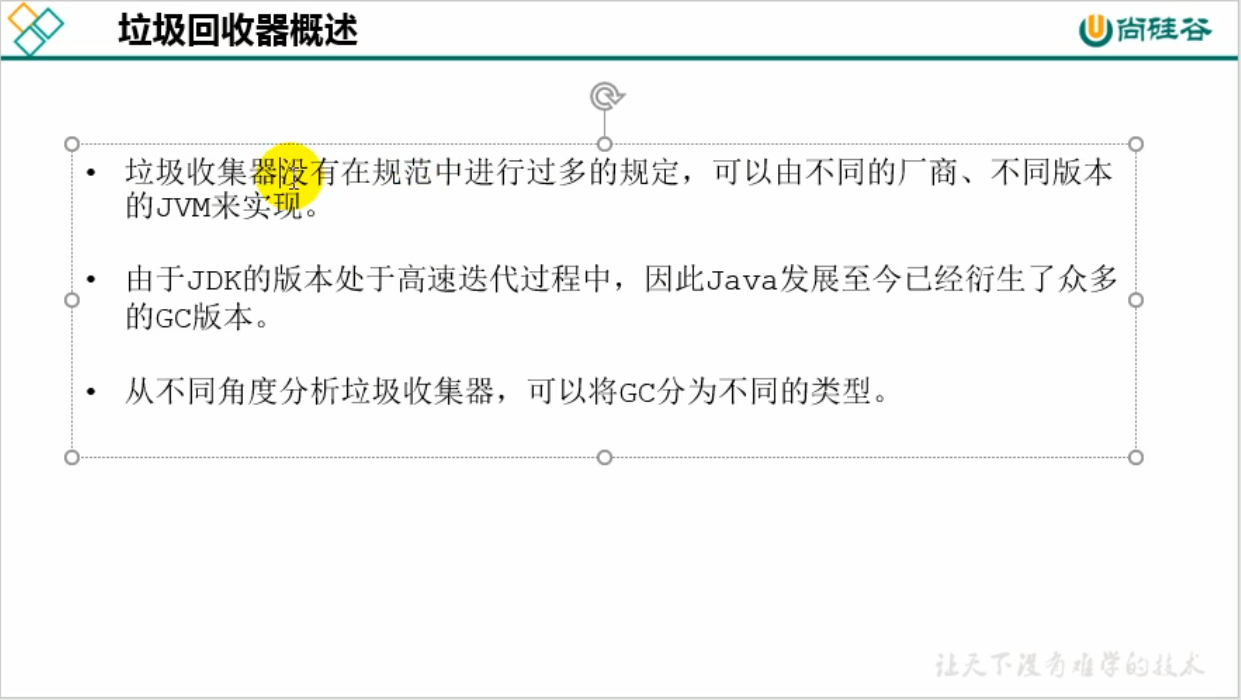 垃圾回收器概述
尚硅谷
• 垃圾收集器没有在规范中进行过多的规定，可以由不同的厂商、不同版本
的JVM来实现。
• 由于JDK的版本处于高速迭代过程中，因此Java发展至今已经衍生了众多
的GC版本。
• 从不同角度分析垃圾收集器，可以将GC分为不同的类型。
让天下没有难学的技术